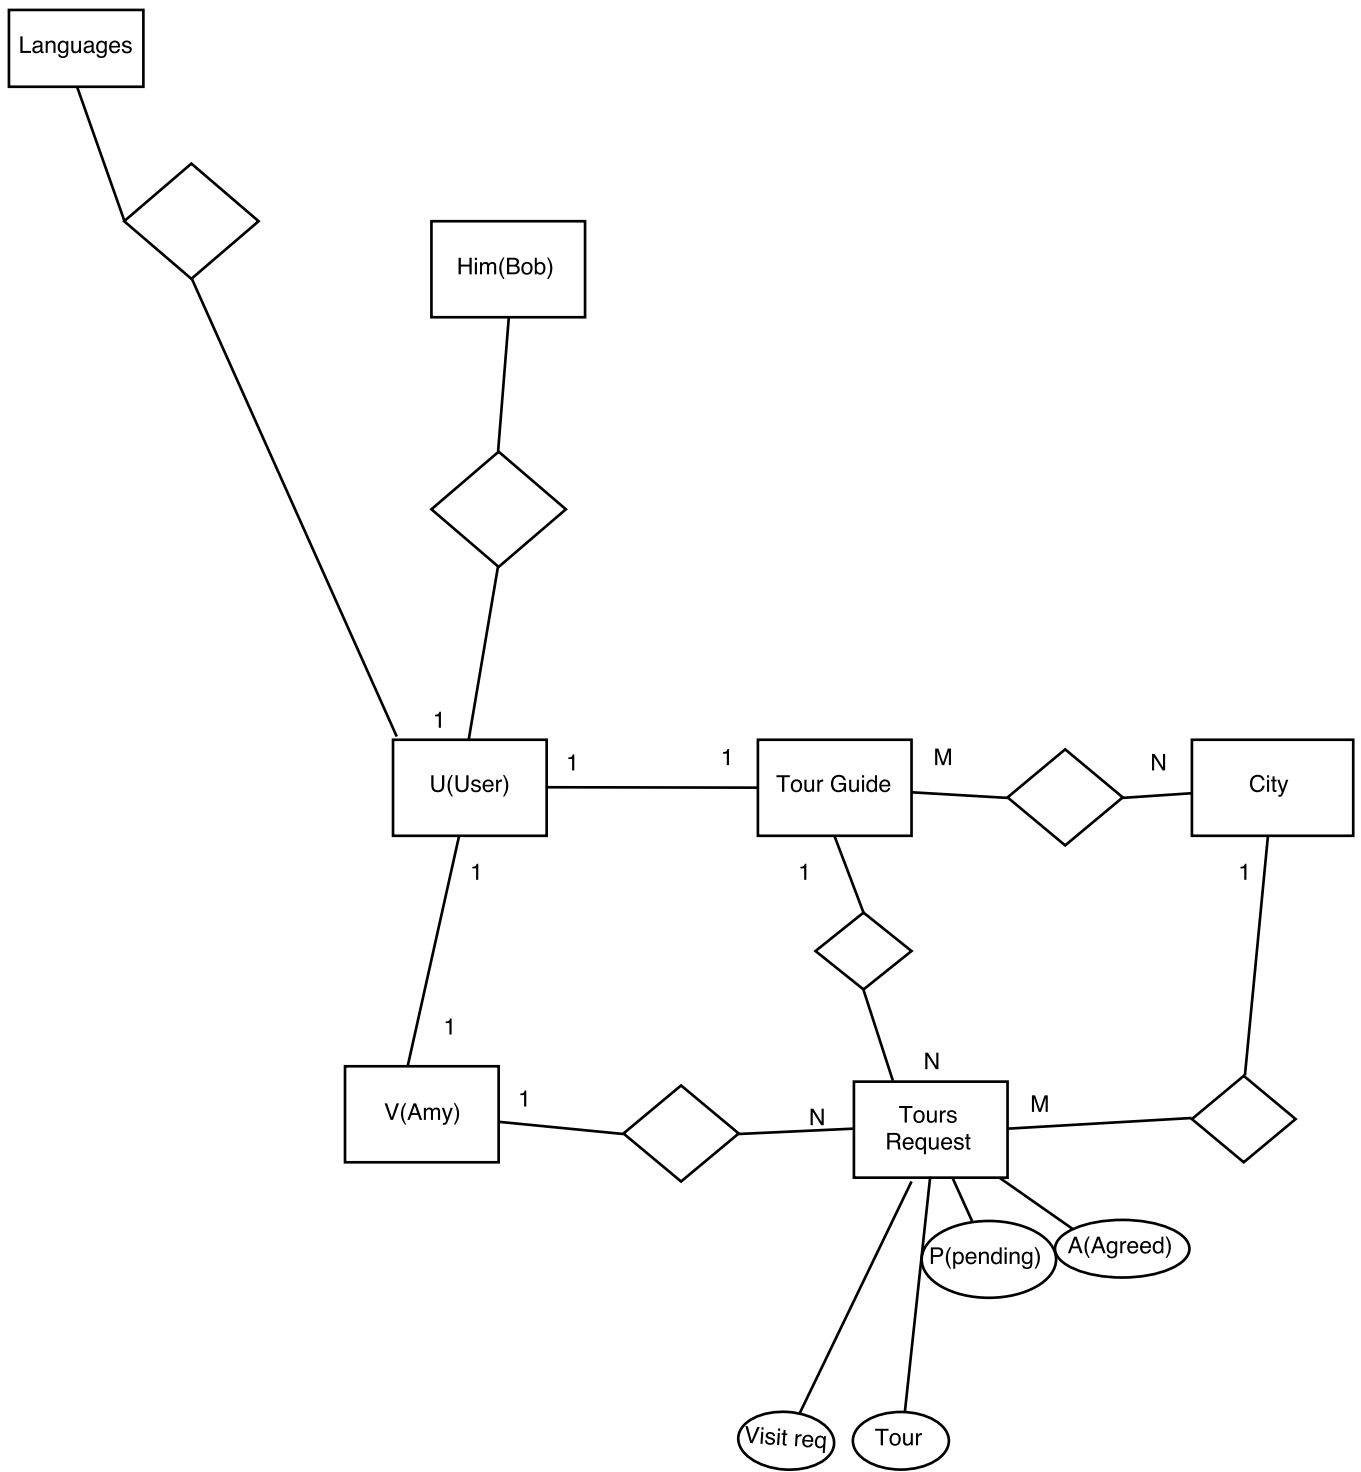 Languages
Him(Bob)
1
U(User)
1
1
Tour Guide
M
N
City
1
1
1
1
V(Amy)
1
N
N
Tours
Request
M
P(pending)
A(Agreed)
Visit req
Tour